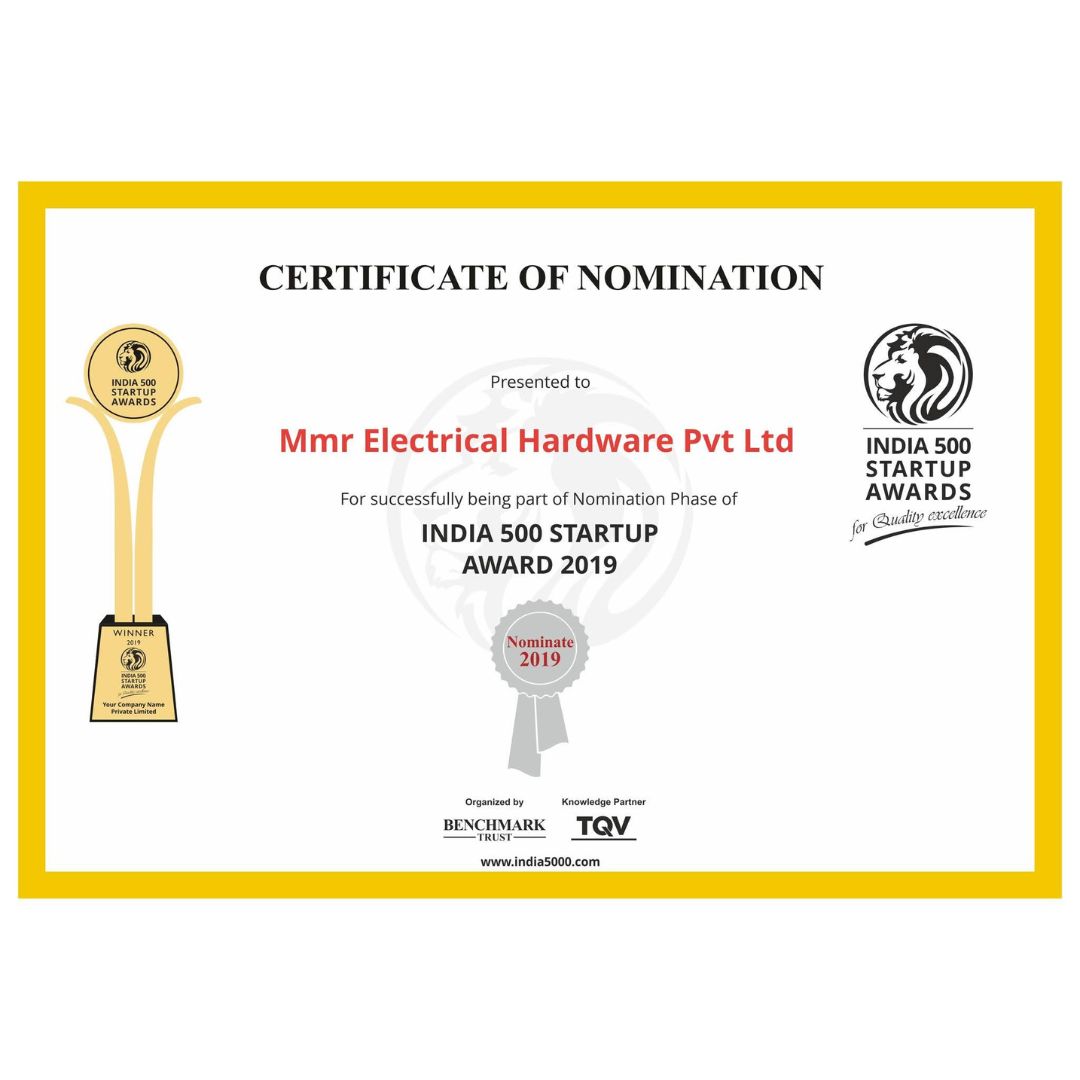 CERTIFICATE OF NOMINATION
INDIA 500
STARTUP
AWARDS
Presented to
Mmr Electrical Hardware Pvt Ltd
For successfully being part of Nomination Phase of
INDIA 500 STARTUP
AWARD 2019
INDIA 500
STARTUP
AWARDS
for Quality excellence
Nominate
2019
WINNER
2019
INDIA 500
STARTUP
AWARDS
Your Company Name
Private Limited
Organized by
BENCHMARK
TRUST
Knowledge Partner
TQV
www.india5000.com